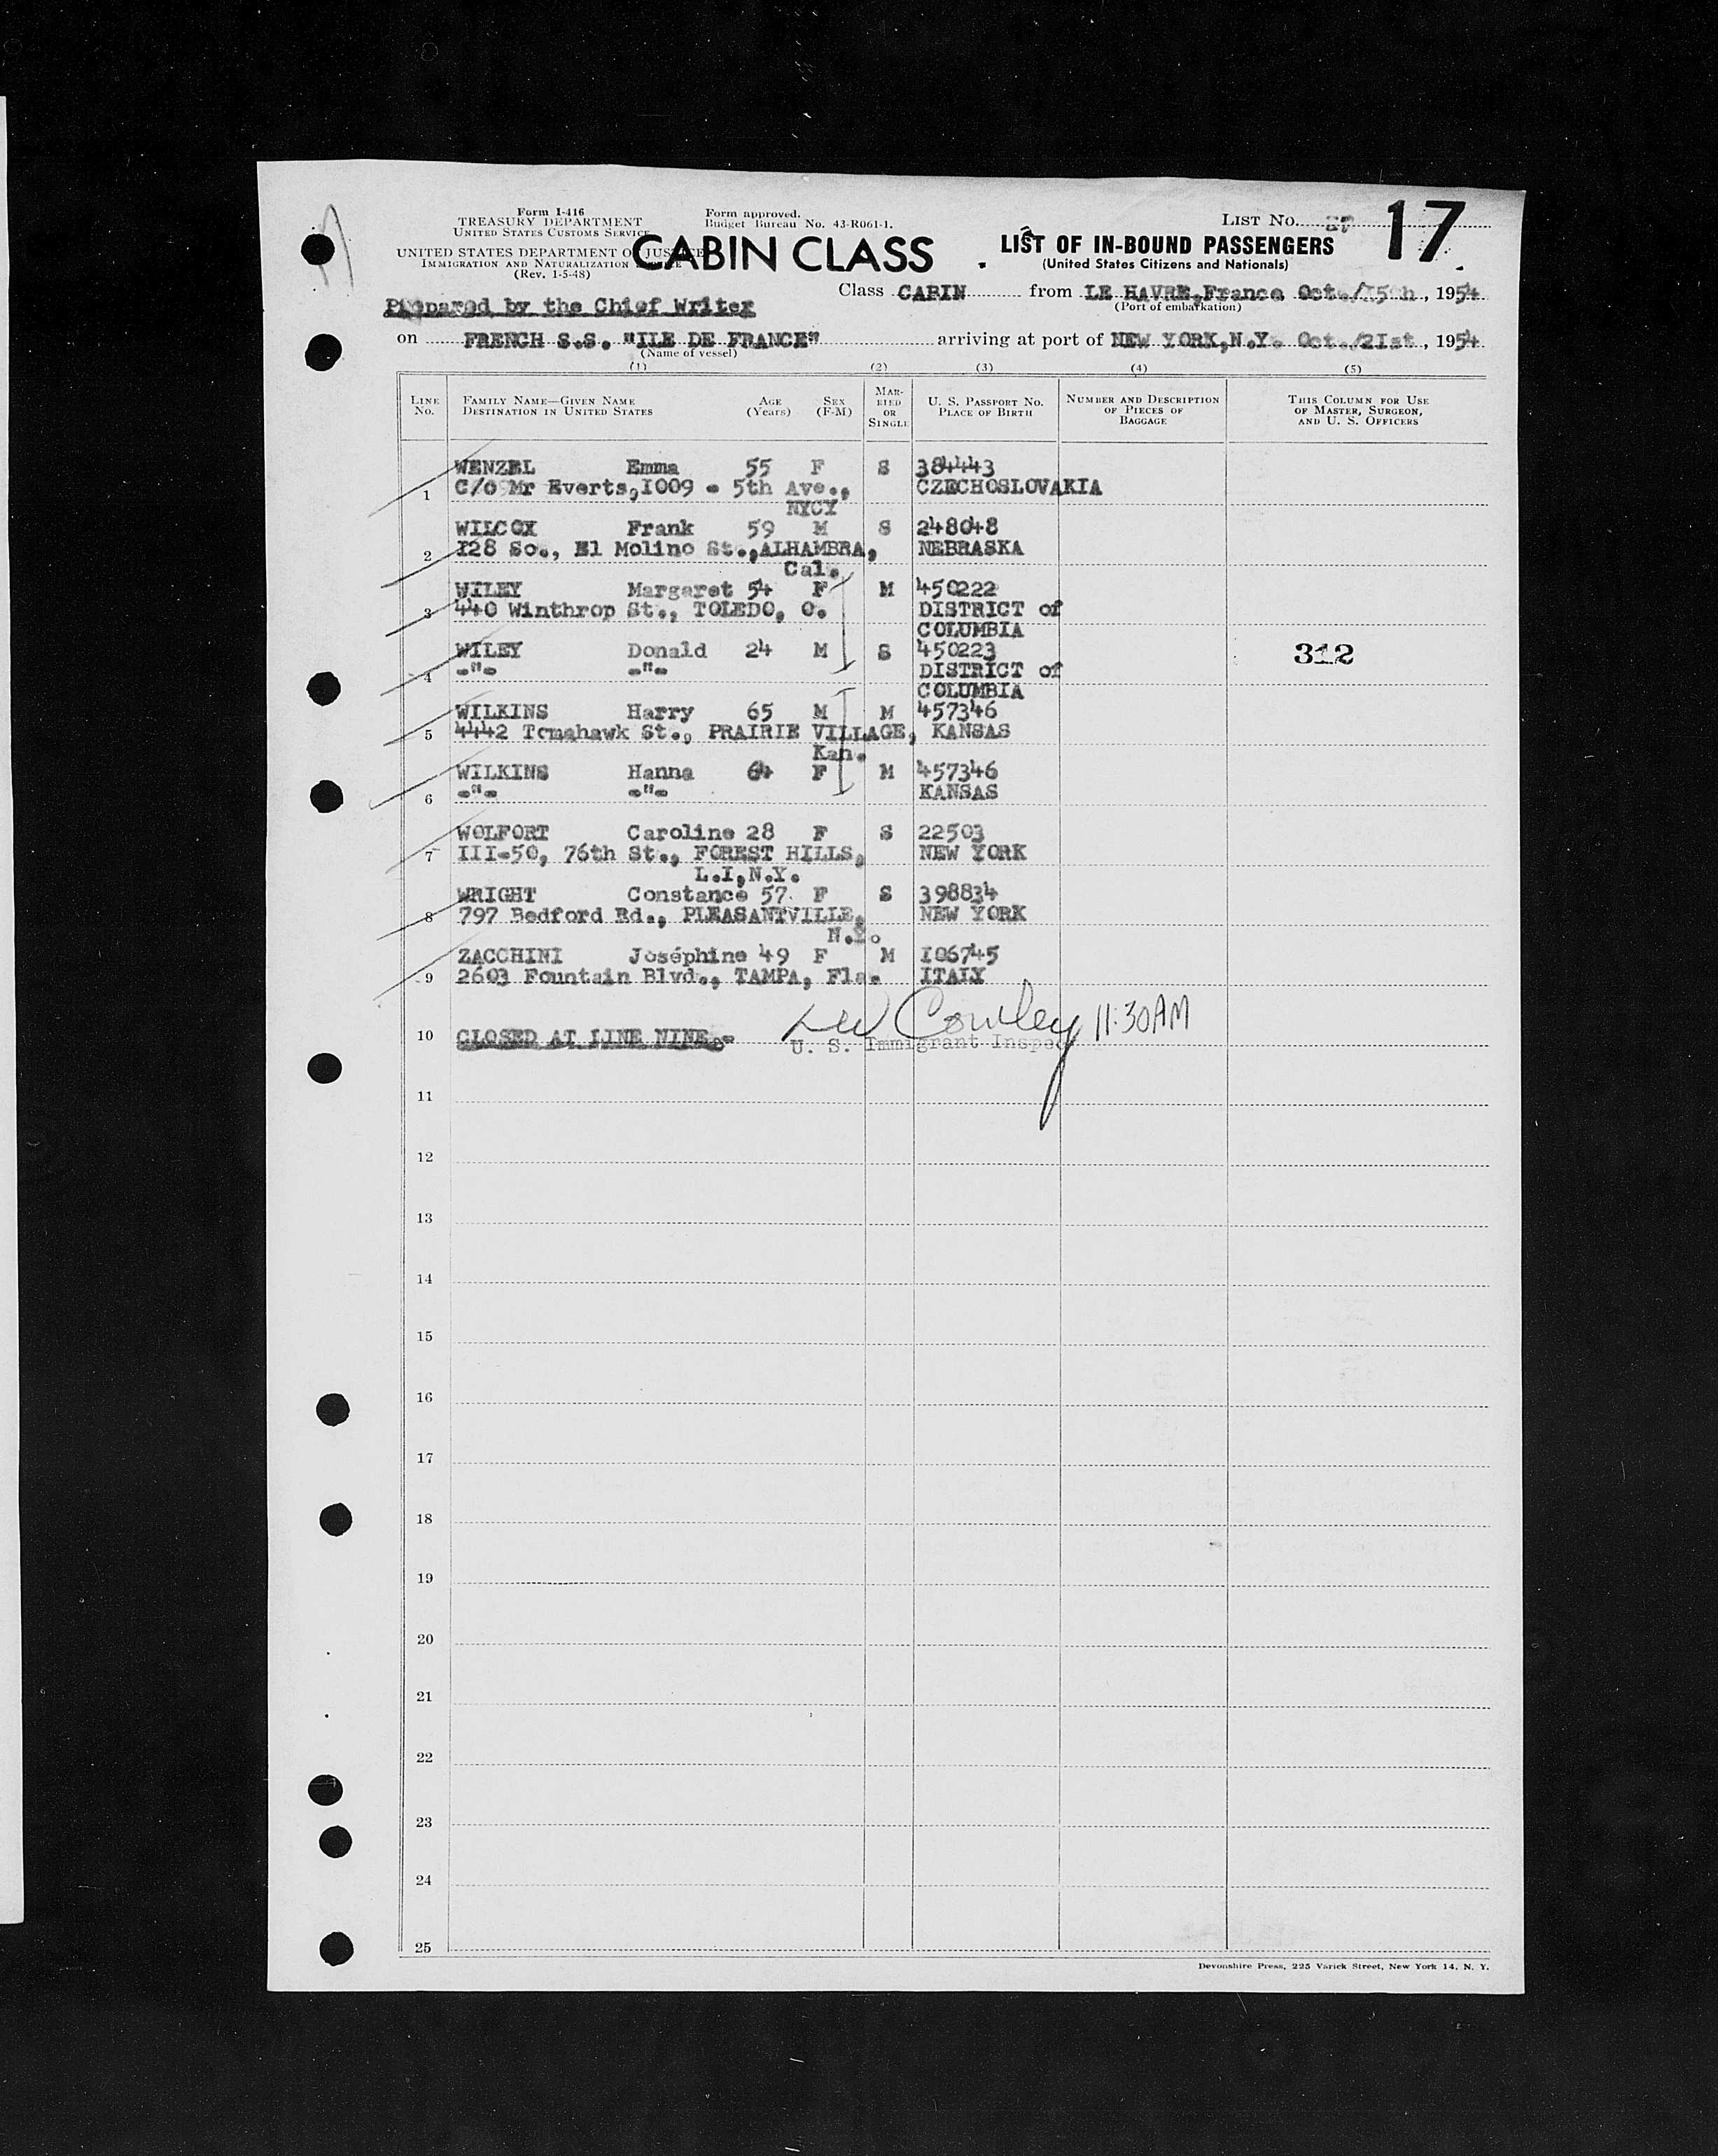 Form I-416
TREASURY DEPARTMENT
UNITED STATES CUSTOMS SERVICE
UNITED STATES DEPARTMENT OF JUSTICE
IMMIGRATION AND NATURALIZATION
(Rev. 1-5-48)
Form approved.
Budget Bureau No. 43-R061-1.
CABIN CLASS
LIST No. 17
LIST OF IN-BOUND PASSENGERS
(United States Citizens and Nationals)
Class CABIN from LE HAVRE,France Oct./15th, 1954
(Port of embarkation)
Prepared by the Chief Writer
on FRENCH S.S. "ILE DE FRANCE" arriving at port of NEW YORK,N.Y. Oct./21st, 1954
(Name of vessel)
(1) (2) (3) (4) (5)
LINE No. FAMILY NAME—GIVEN NAME DESTINATION IN UNITED STATES AGE (Years) SEX (F-M) MARRIED OR SINGLE U. S. PASSPORT NO. PLACE OF BIRTH NUMBER AND DESCRIPTION OF PIECES OF BAGGAGE THIS COLUMN FOR USE OF MASTER, SURGEON, AND U. S. OFFICERS
WENZEL Emma 55 F S 384443
1 C/o Mr Everts,I009 - 5th Ave., CZECHOSLOVAKIA
NYCY
WILCOX Frank 59 M S 248048
2 I28 So., El Molino St.,ALHAMBRA, NEBRASKA
Cal.
WILEY Margaret 54 F M 450222
3 440 Winthrop St., TOLEDO, O. DISTRICT of
COLUMBIA
WILEY Donald 24 M S 450223 312
4 -"- -"- DISTRICT of
COLUMBIA
WILKINS Harry 65 M M 457346
5 4442 Tomahawk St., PRAIRIE VILLAGE, KANSAS
Kan.
WILKINS Hanna 64 F M 457346
6 -"- -"- KANSAS
WOLFORT Caroline 28 F S 22503
7 III-50, 76th St., FOREST HILLS, NEW YORK
L.I,N.Y.
WRIGHT Constance 57 F S 398834
8 797 Bedford Rd., PLEASANTVILLE, NEW YORK
N.Y.
ZACCHINI Joséphine 49 F M I06745
9 2603 Fountain Blvd., TAMPA, Fla. ITALY
10 CLOSED AT LINE NINE.- Cowley 11:30AM
U. S. Immigrant Inspec
11
12
13
14
15
16
17
18
19
20
21
22
23
24
25
Devonshire Press, 225 Varick Street, New York 14, N. Y.